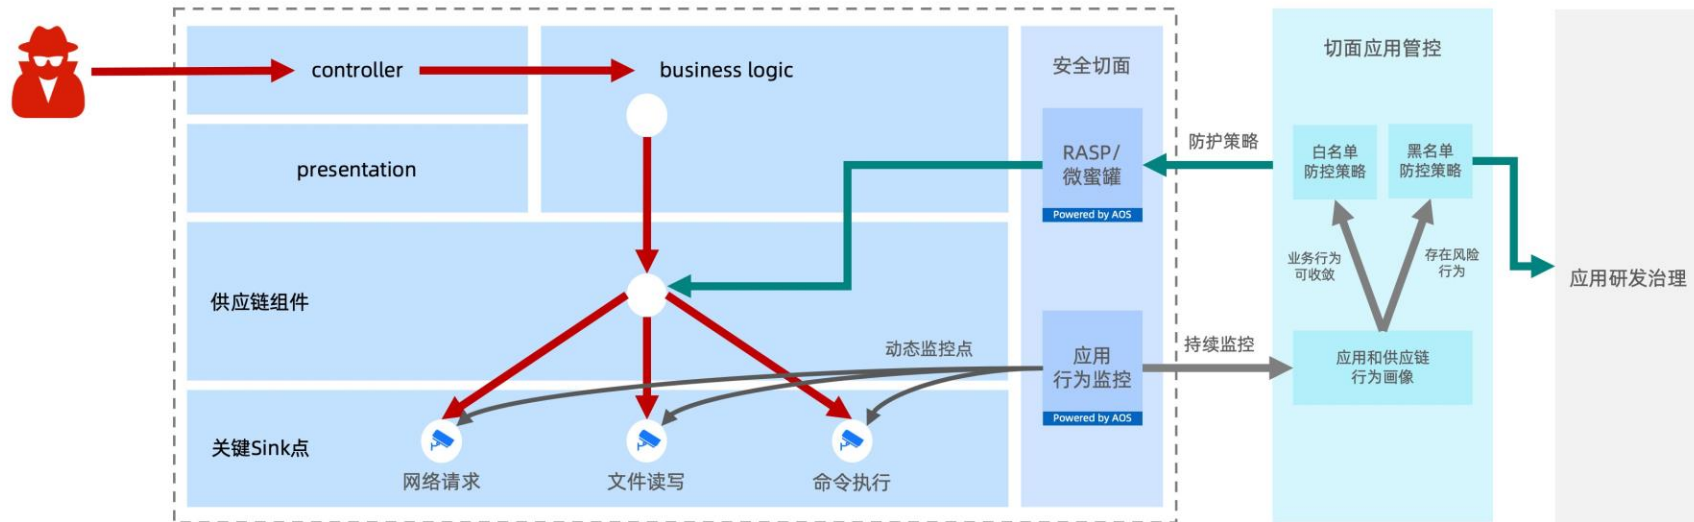 controller
business logic
presentation
供应链组件
关键Sink点
网络请求
文件读写
命令执行
动态监控点
安全切面
RASP/
微蜜罐
Powered by AOS
应用
行为监控
Powered by AOS
防护策略
持续监控
切面应用管控
白名单
防控策略
黑名单
防控策略
业务行为
可收敛
存在风险
行为
应用和供应链
行为画像
应用研发治理